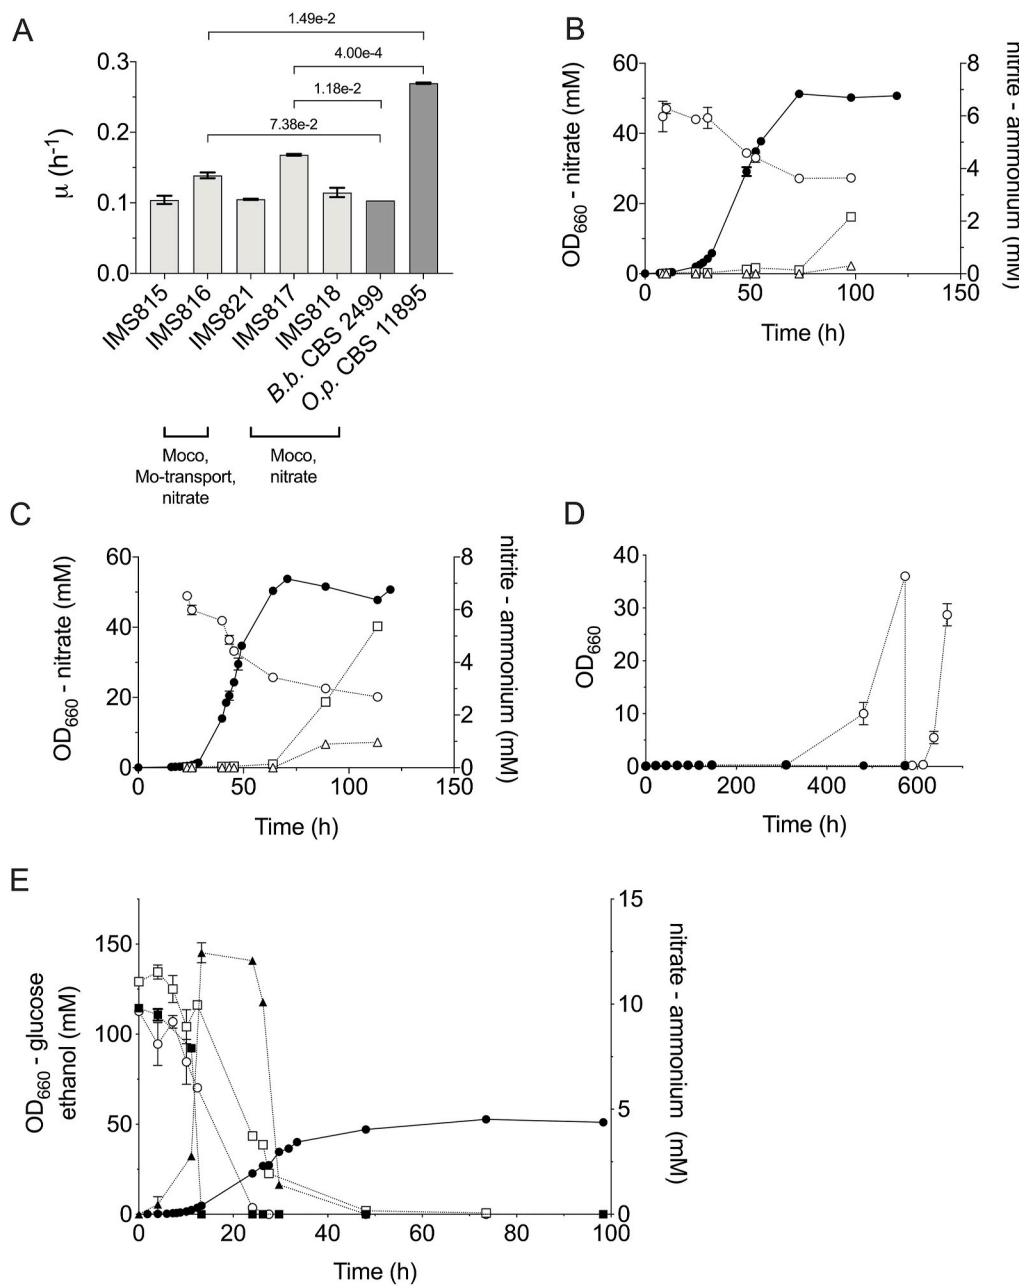 A
1.49e-2
4.00e-4
1.18e-2
7.38e-2
μ (h-1)
0.3
0.2
0.1
0.0
IMS815
IMS816
IMS821
IMS817
IMS818
B.b. CBS 2499
O.p. CBS 11895
Moco,
Mo-transport,
nitrate
Moco,
nitrate
B
OD660 - nitrate (mM)
60
40
20
0
8
6
4
2
0
nitrite - ammonium (mM)
0 50 100 150
Time (h)
C
OD660 - nitrate (mM)
60
40
20
0
8
6
4
2
0
nitrite - ammonium (mM)
0 50 100 150
Time (h)
D
OD660
40
30
20
10
0
0 200 400 600
Time (h)
E
OD660 - glucose
ethanol (mM)
150
100
50
0
15
10
5
0
nitrate - ammonium (mM)
0 20 40 60 80 100
Time (h)